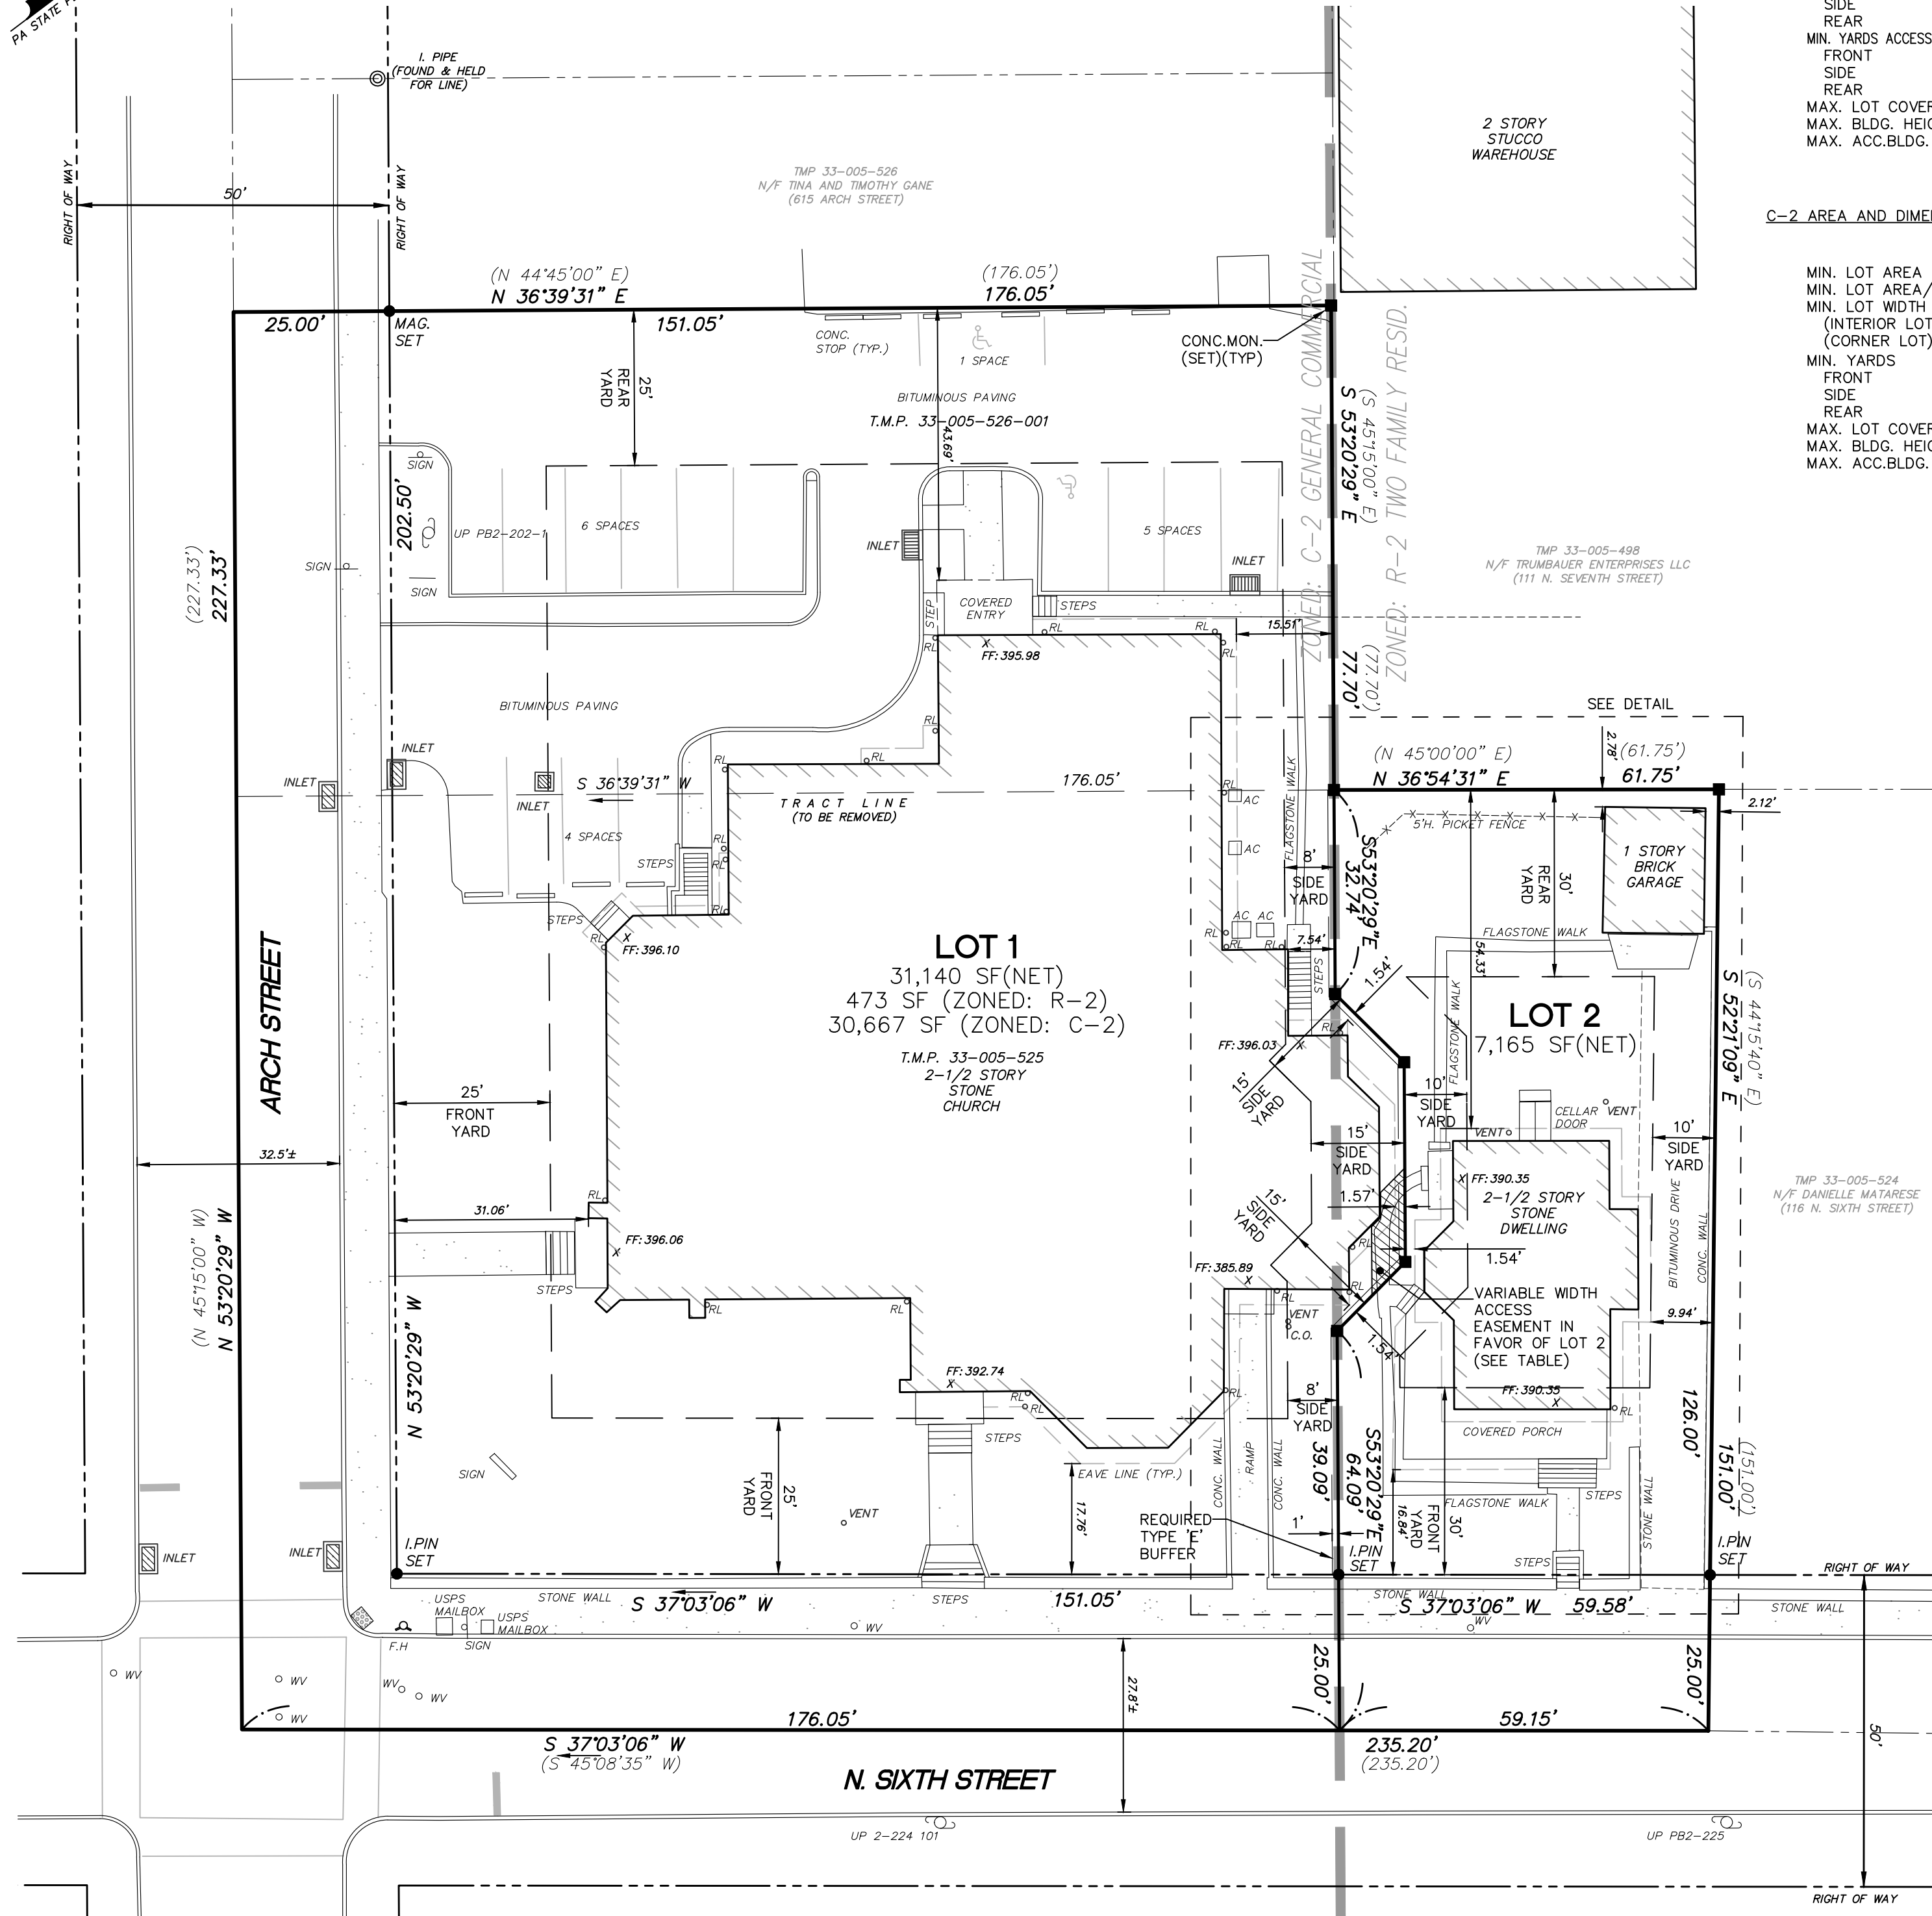 PA STATE
SIDE
REAR
MIN. YARDS ACCESS
FRONT
SIDE
REAR
MAX. LOT COVER
MAX. BLDG. HEIG
MAX. ACC.BLDG.
C-2 AREA AND DIME
MIN. LOT AREA
MIN. LOT AREA/
MIN. LOT WIDTH
(INTERIOR LOT
(CORNER LOT)
MIN. YARDS
FRONT
SIDE
REAR
MAX. LOT COVER
MAX. BLDG. HEIG
MAX. ACC.BLDG.
I. PIPE
(FOUND & HELD
FOR LINE)
RIGHT OF WAY
RIGHT OF WAY
50'
TMP 33-005-526
N/F TINA AND TIMOTHY GANE
(615 ARCH STREET)
2 STORY
STUCCO
WAREHOUSE
(N 44°45'00" E)
N 36°39'31" E
(176.05')
176.05'
25.00'
MAG.
SET
151.05'
CONC.
STOP (TYP.)
1 SPACE
CONC.MON.
(SET)(TYP)
25'
REAR
YARD
BITUMINOUS PAVING
T.M.P. 33-005-526-001
43.69'
ZONED: C-2 GENERAL COMMERCIAL
ZONED: R-2 TWO FAMILY RESID.
(S 45°15'00" E)
S 53°20'29" E
(77.70')
77.70'
SIGN
202.50'
UP PB2-202-1
6 SPACES
5 SPACES
INLET
INLET
SIGN
SIGN
(227.33')
227.33'
TMP 33-005-498
N/F TRUMBAUER ENTERPRISES LLC
(111 N. SEVENTH STREET)
STEP
COVERED
ENTRY
STEPS
RL
RL
RL
RL
15.51'
FF:395.98
BITUMINOUS PAVING
RL
RL
RL
SEE DETAIL
2.78'
(N 45°00'00" E)
N 36°54'31" E
(61.75')
61.75'
2.12'
INLET
INLET
INLET
S 36°39'31" W
176.05'
TRACT LINE
(TO BE REMOVED)
RL
AC
AC
FLAGSTONE WALK
5'H. PICKET FENCE
4 SPACES
STEPS
RL
RL
RL
STEPS
RL
FF:396.10
8'
SIDE
YARD
S53°20'29"E
32.74'
30'
REAR
YARD
1 STORY
BRICK
GARAGE
AC AC
RL
RL
7.54'
STEPS
FLAGSTONE WALK
FLAGSTONE WALK
54.33'
1.54'
LOT 1
31,140 SF(NET)
473 SF (ZONED: R-2)
30,667 SF (ZONED: C-2)
T.M.P. 33-005-525
2-1/2 STORY
STONE
CHURCH
LOT 2
7,165 SF(NET)
(S 44°15'40" E)
S 52°21'09" E
ARCH STREET
RL
FF:396.03
15'
SIDE
YARD
25'
FRONT
YARD
10'
SIDE
YARD
CELLAR
DOOR
VENT
VENT
10'
SIDE
YARD
32.5'±
15'
SIDE
YARD
1.57'
FF:390.35
2-1/2 STORY
STONE
DWELLING
BITUMINOUS DRIVE
CONC. WALL
TMP 33-005-524
N/F DANIELLE MATARESE
(116 N. SIXTH STREET)
RL
31.06'
FF:396.06
STEPS
(N 45°15'00" W)
N 53°20'29" W
N 53°20'29" W
15'
SIDE
YARD
RL
1.54'
FF:385.89
RL
RL
VENT
C.O.
VARIABLE WIDTH
ACCESS
EASEMENT IN
FAVOR OF LOT 2
(SEE TABLE)
9.94'
1.54'
RL
RL
FF:392.74
RL
RL
RL
STEPS
8'
SIDE
YARD
FF:390.35
RL
COVERED PORCH
126.00'
(151.00')
151.00'
SIGN
25'
FRONT
YARD
VENT
EAVE LINE (TYP.)
17.76'
CONC. WALL
RAMP
CONC. WALL
39.09'
S53°20'29"E
64.09'
16.84'
30'
FRONT
YARD
FLAGSTONE WALK
STEPS
STONE WALL
REQUIRED
TYPE 'E'
BUFFER
1'
I.PIN
SET
STEPS
I.PIN
SET
I.PIN
SET
INLET
INLET
RIGHT OF WAY
USPS
MAILBOX
USPS
MAILBOX
STONE WALL
S 37°03'06" W
STEPS
151.05'
STONE WALL
S 37°03'06" W
59.58'
STONE WALL
F.H
SIGN
WV
WV
WV
WV
WV
WV
WV
25.00'
25.00'
27.8'±
50'
176.05'
59.15'
S 37°03'06" W
(S 45°08'35" W)
235.20'
(235.20')
N. SIXTH STREET
UP 2-224 101
UP PB2-225
RIGHT OF WAY